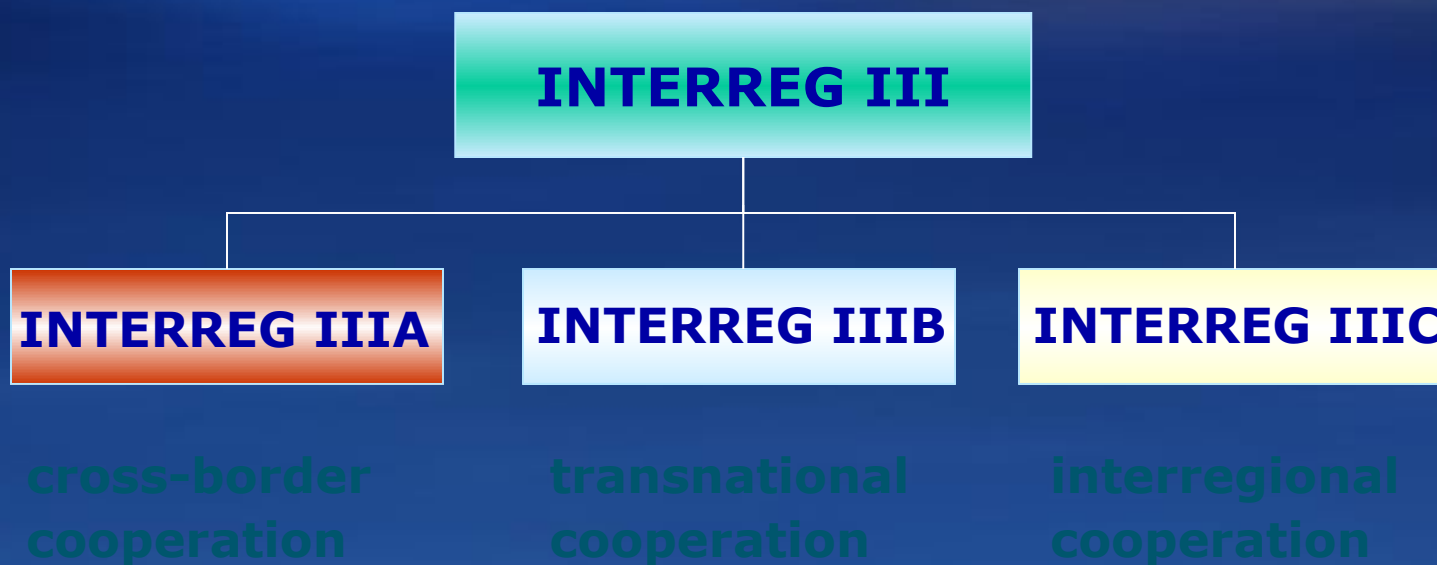 INTERREG III
INTERREG IIIA
INTERREG IIIB
INTERREG IIIC
cross-border
cooperation
transnational
cooperation
interregional
cooperation